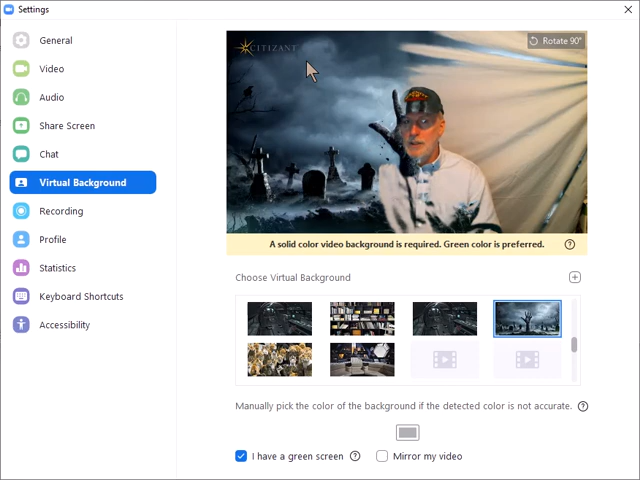 Settings
General
Video
Audio
Share Screen
Chat
Virtual Background
Recording
Profile
Statistics
Keyboard Shortcuts
Accessibility
CITIZANT
Rotate 90°
A solid color video background is required. Green color is preferred.
Choose Virtual Background
Manually pick the color of the background if the detected color is not accurate.
I have a green screen
Mirror my video